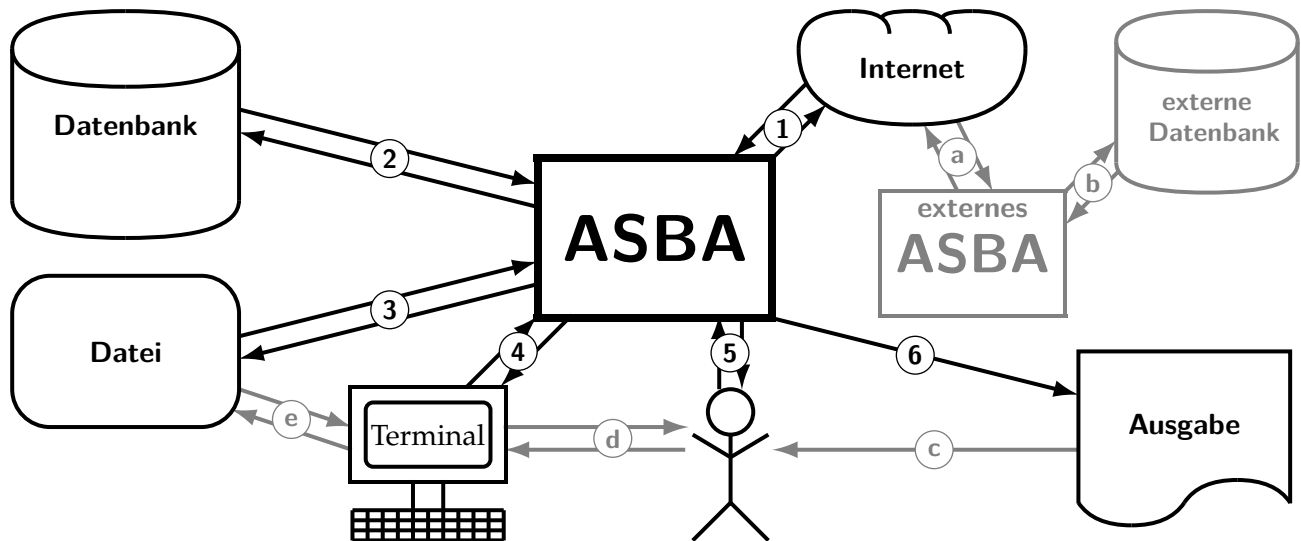 Datenbank
Internet
externe
Datenbank
1
a
b
2
externes
ASBA
ASBA
3
Datei
4
5
6
e
Terminal
d
c
Ausgabe